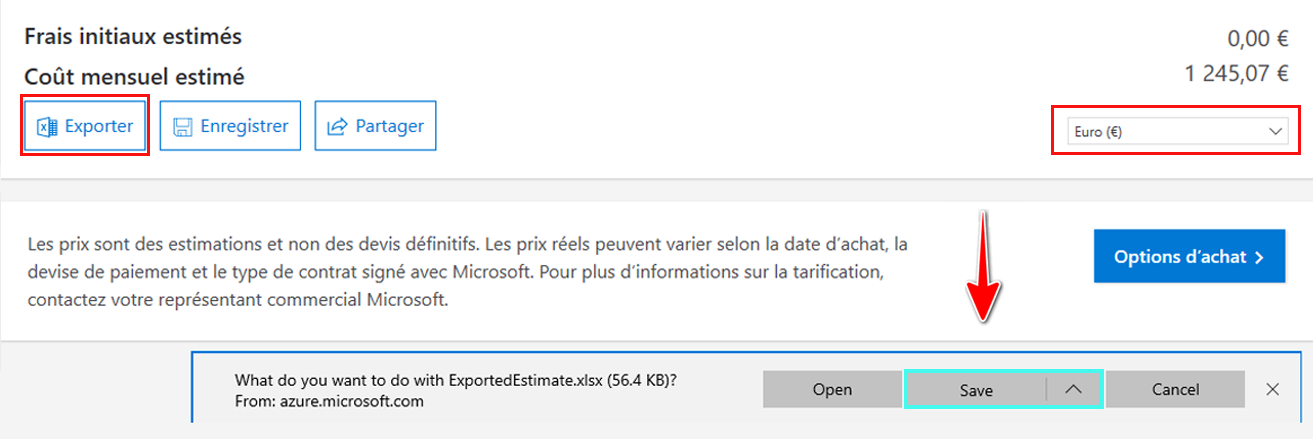 Frais initiaux estimés
0,00 €
Coût mensuel estimé
1 245,07 €
Exporter
Enregistrer
Partager
Euro (€)
Les prix sont des estimations et non des devis définitifs. Les prix réels peuvent varier selon la date d’achat, la
devise de paiement et le type de contrat signé avec Microsoft. Pour plus d’informations sur la tarification,
contactez votre représentant commercial Microsoft.
Options d’achat
What do you want to do with ExportedEstimate.xlsx (56.4 KB)?
From: azure.microsoft.com
Open
Save
Cancel